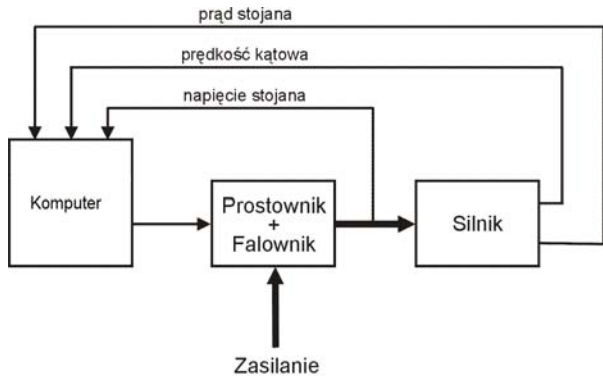 prąd stojana
prędkość kątowa
napięcie stojana
Komputer
Prostownik
+
Falownik
Silnik
Zasilanie